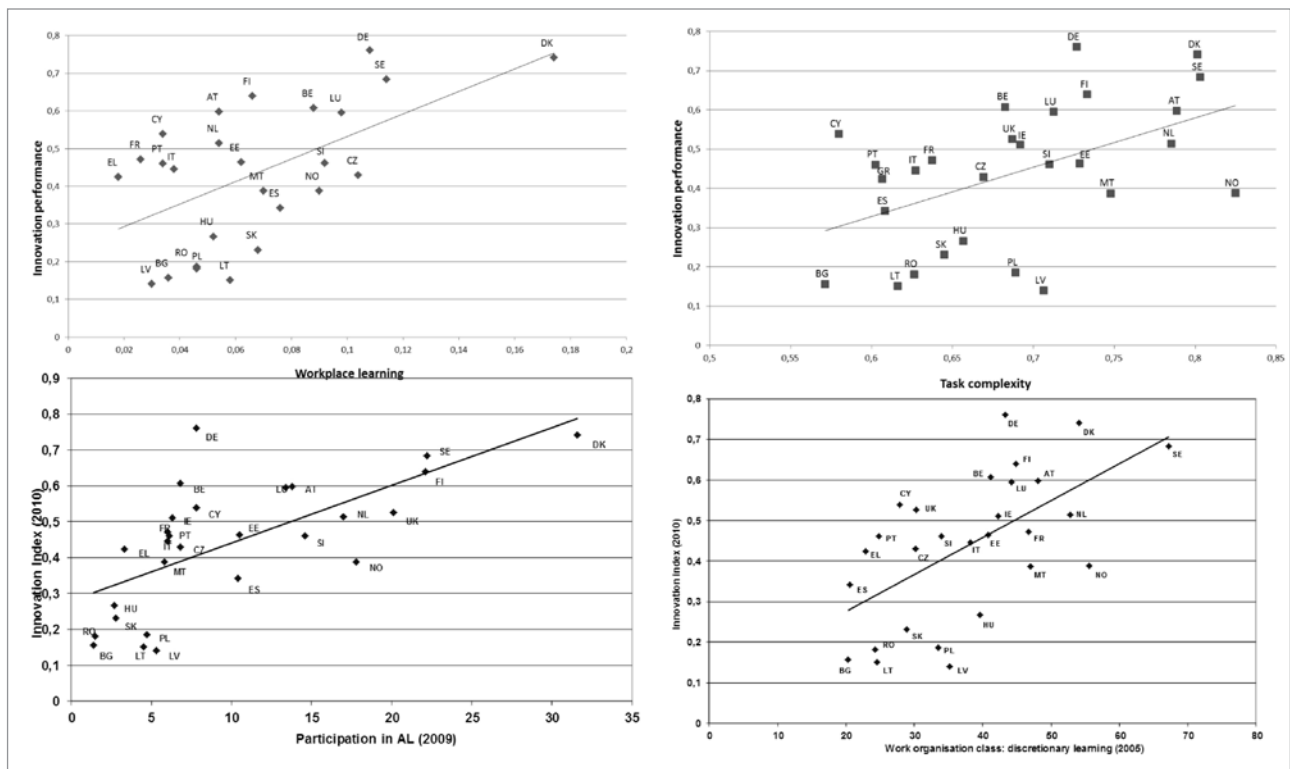 Innovation performance
0,8
0,7
0,6
0,5
0,4
0,3
0,2
0,1
0
DE
DK
SE
FI
BE
LU
AT
CY
NL
FR
PT
IT
EE
SI
CZ
EL
MT
NO
ES
HU
SK
RO
PL
BG
LV
LT
0
0,02
0,04
0,06
0,08
0,1
0,12
0,14
0,16
0,18
0,2
Workplace learning
Innovation performance
0,8
0,7
0,6
0,5
0,4
0,3
0,2
0,1
0
DE
DK
SE
FI
BE
LU
AT
CY
UK
IE
NL
PT
FR
IT
GR
CZ
SI
EE
MT
NO
ES
HU
SK
RO
PL
BG
LT
LV
0,5
0,55
0,6
0,65
0,7
0,75
0,8
0,85
Task complexity
Innovation Index (2010)
0,9
0,8
0,7
0,6
0,5
0,4
0,3
0,2
0,1
0,0
DE
DK
SE
FI
BE
LU
AT
CY
IE
NL
UK
FR
PT
EE
SI
IT
CZ
EL
MT
NO
ES
HU
SK
RO
PL
BG
LT
LV
0
5
10
15
20
25
30
35
Participation in AL (2009)
Innovation Index (2010)
0,8
0,7
0,6
0,5
0,4
0,3
0,2
0,1
0,0
DE
DK
SE
FI
BE
LU
AT
CY
UK
IE
NL
PT
SI
EE
FR
IT
EL
CZ
MT
NO
ES
HU
SK
RO
PL
BG
LT
LV
0
10
20
30
40
50
60
70
80
Work organisation class: discretionary learning (2005)